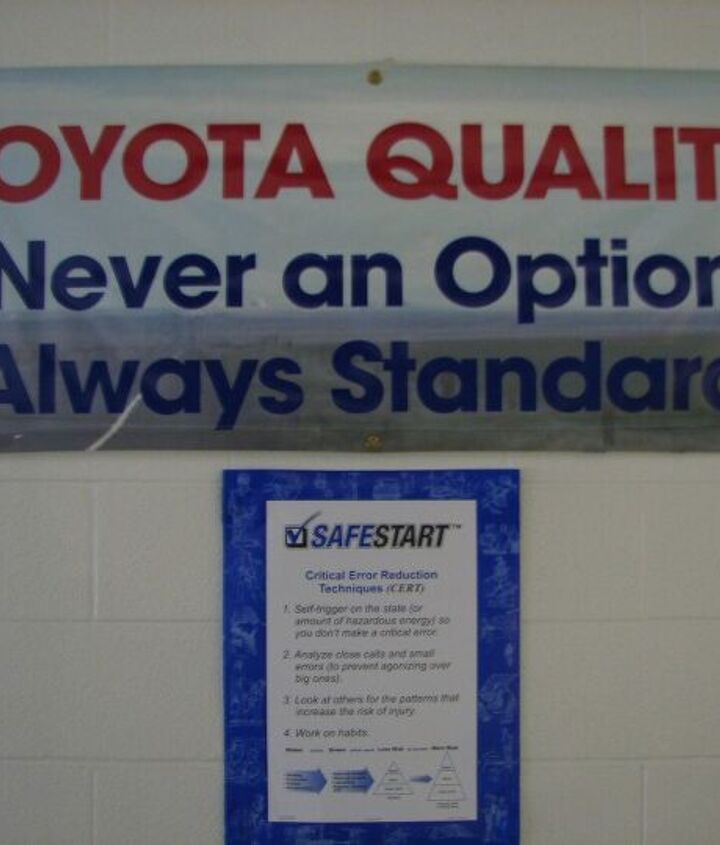 OYOTA QUALIT
Never an Option
Always Standard
SAFESTART™
Critical Error Reduction
Techniques (CERT)
1. Self-trigger on the state (or
amount of hazardous energy) so
you don't make a critical error.
2. Analyze close calls and small
errors (to prevent agonizing over
big ones).
3. Look at others for the patterns that
increase the risk of injury.
4. Work on habits.